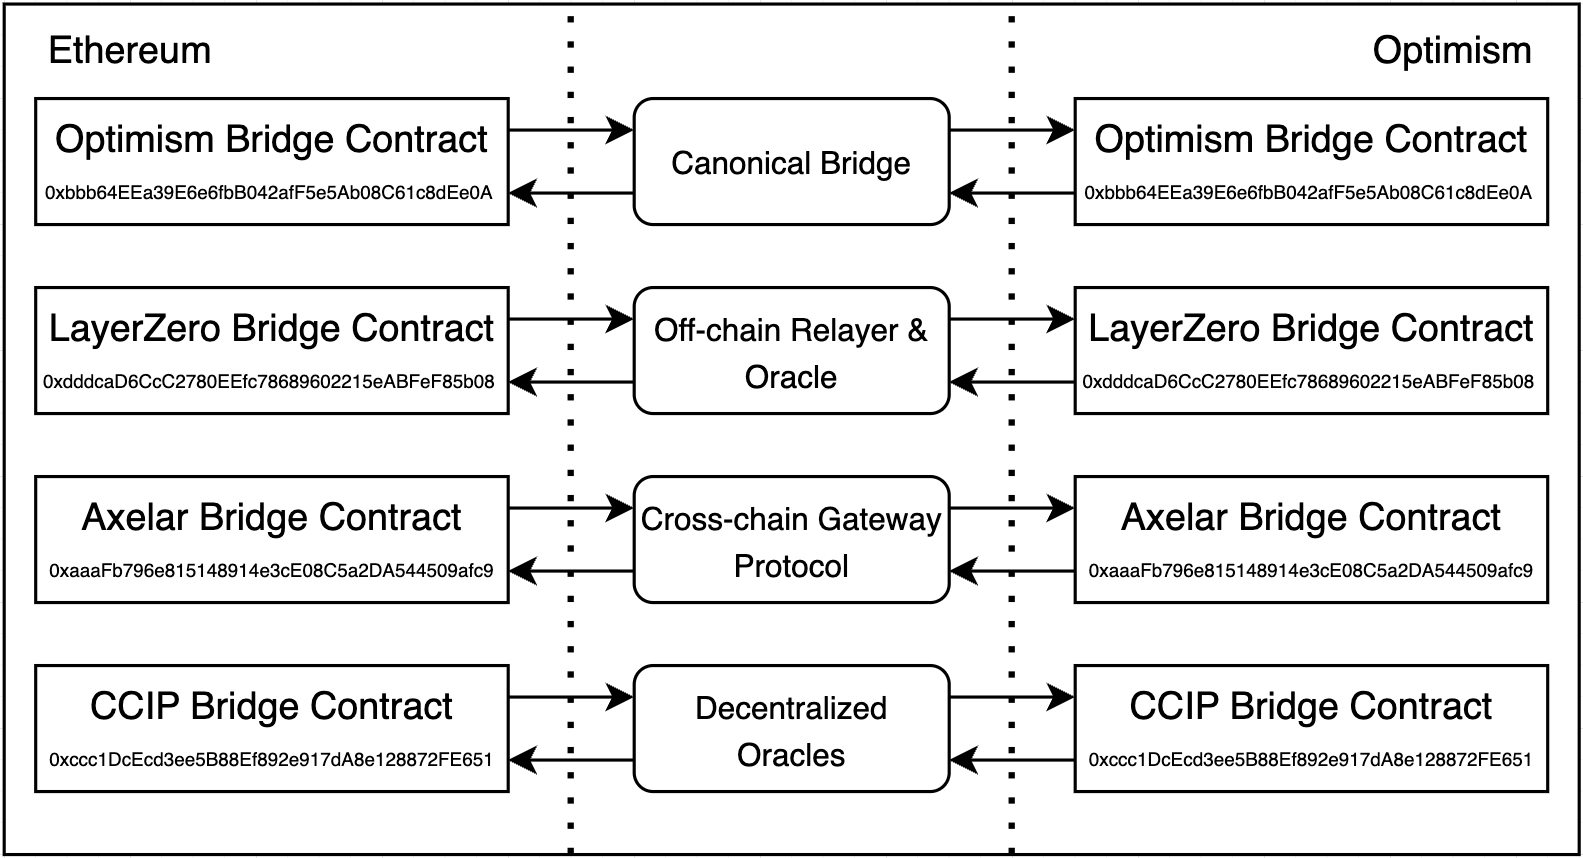 Ethereum
Optimism
Optimism Bridge Contract
0xbbb64EEa39E6e6fbB042afF5e5Ab08C61c8dEe0A
Canonical Bridge
Optimism Bridge Contract
0xbbb64EEa39E6e6fbB042afF5e5Ab08C61c8dEe0A
LayerZero Bridge Contract
0xdddcaD6CcC2780EEfc78689602215eABFeF85b08
Off-chain Relayer &
Oracle
LayerZero Bridge Contract
0xdddcaD6CcC2780EEfc78689602215eABFeF85b08
Axelar Bridge Contract
0xaaaFb796e815148914e3cE08C5a2DA544509afc9
Cross-chain Gateway
Protocol
Axelar Bridge Contract
0xaaaFb796e815148914e3cE08C5a2DA544509afc9
CCIP Bridge Contract
0xccc1DcEcd3ee5B88Ef892e917dA8e128872FE651
Decentralized
Oracles
CCIP Bridge Contract
0xccc1DcEcd3ee5B88Ef892e917dA8e128872FE651